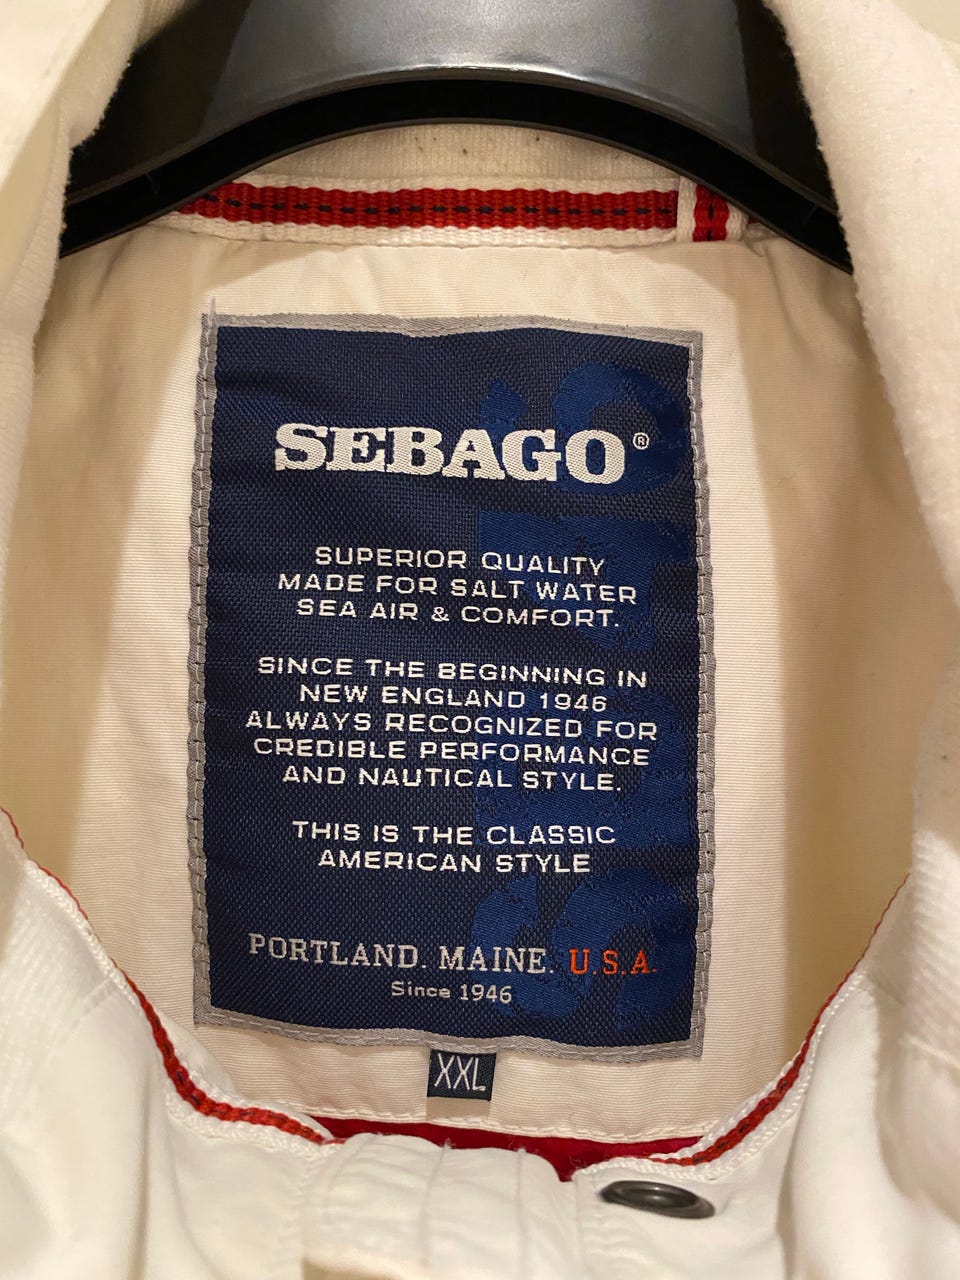 SEBAGO®
SUPERIOR QUALITY
MADE FOR SALT WATER
SEA AIR & COMFORT.
SINCE THE BEGINNING IN
NEW ENGLAND 1946
ALWAYS RECOGNIZED FOR
CREDIBLE PERFORMANCE
AND NAUTICAL STYLE.
THIS IS THE CLASSIC
AMERICAN STYLE
PORTLAND. MAINE. U.S.A.
Since 1946
XXL